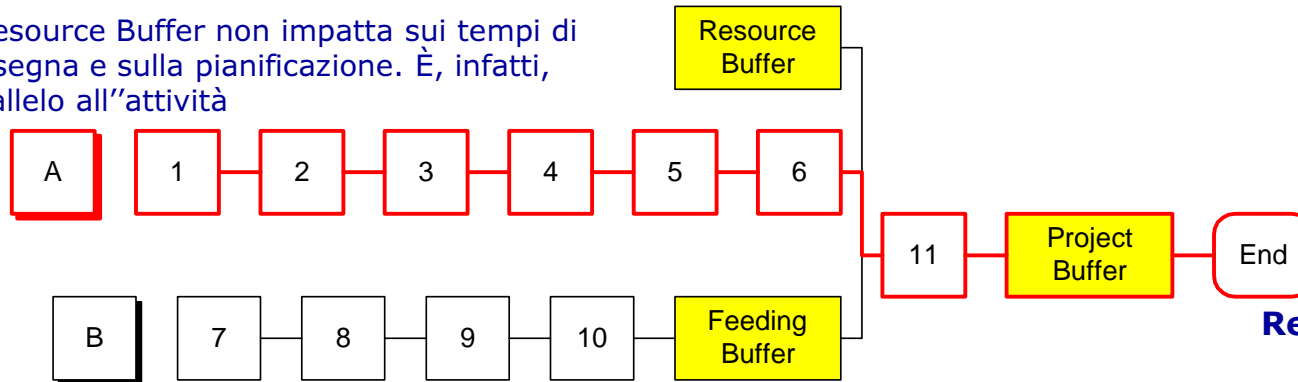 esource Buffer non impatta sui tempi di
segna e sulla pianificazione. È, infatti,
allelo all’’attività
Resource
Buffer
A
1
2
3
4
5
6
11
Project
Buffer
End
B
7
8
9
10
Feeding
Buffer
Re